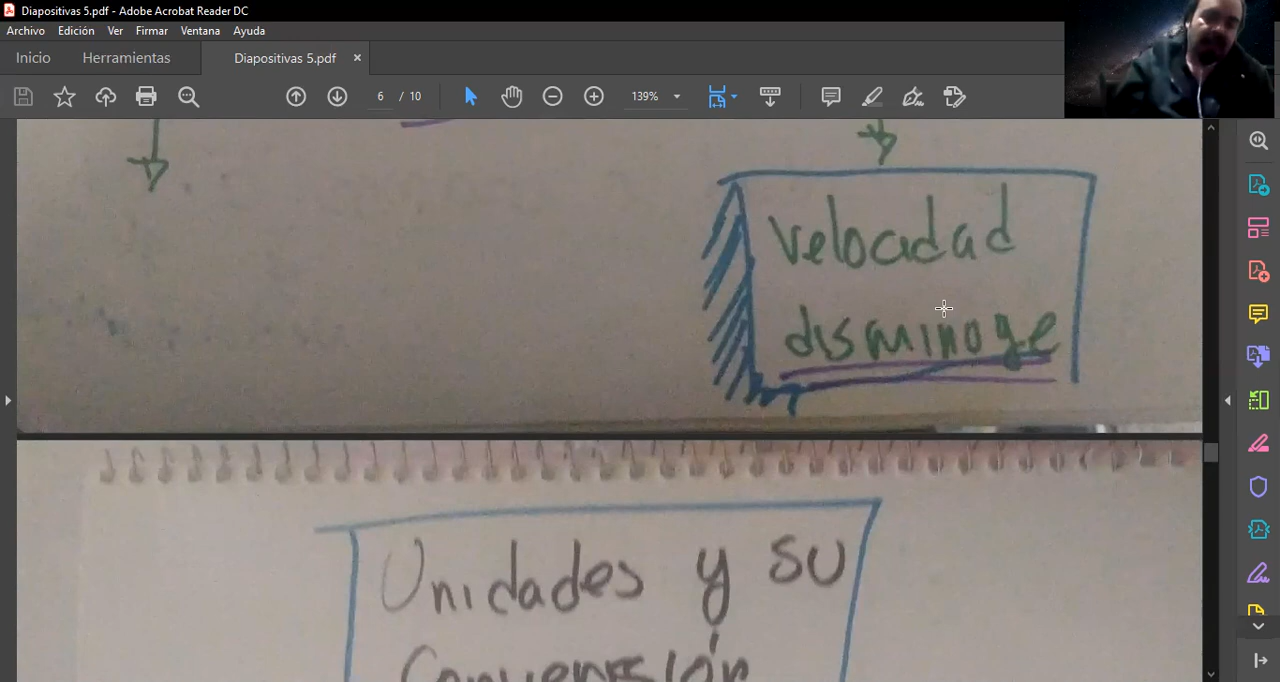 Diapositivas 5.pdf - Adobe Acrobat Reader DC
Archivo Edición Ver Firmar Ventana Ayuda
Inicio Herramientas Diapositivas 5.pdf ×
6 / 10 139%
velocidad
disminuye
Unidades y su
Conversión